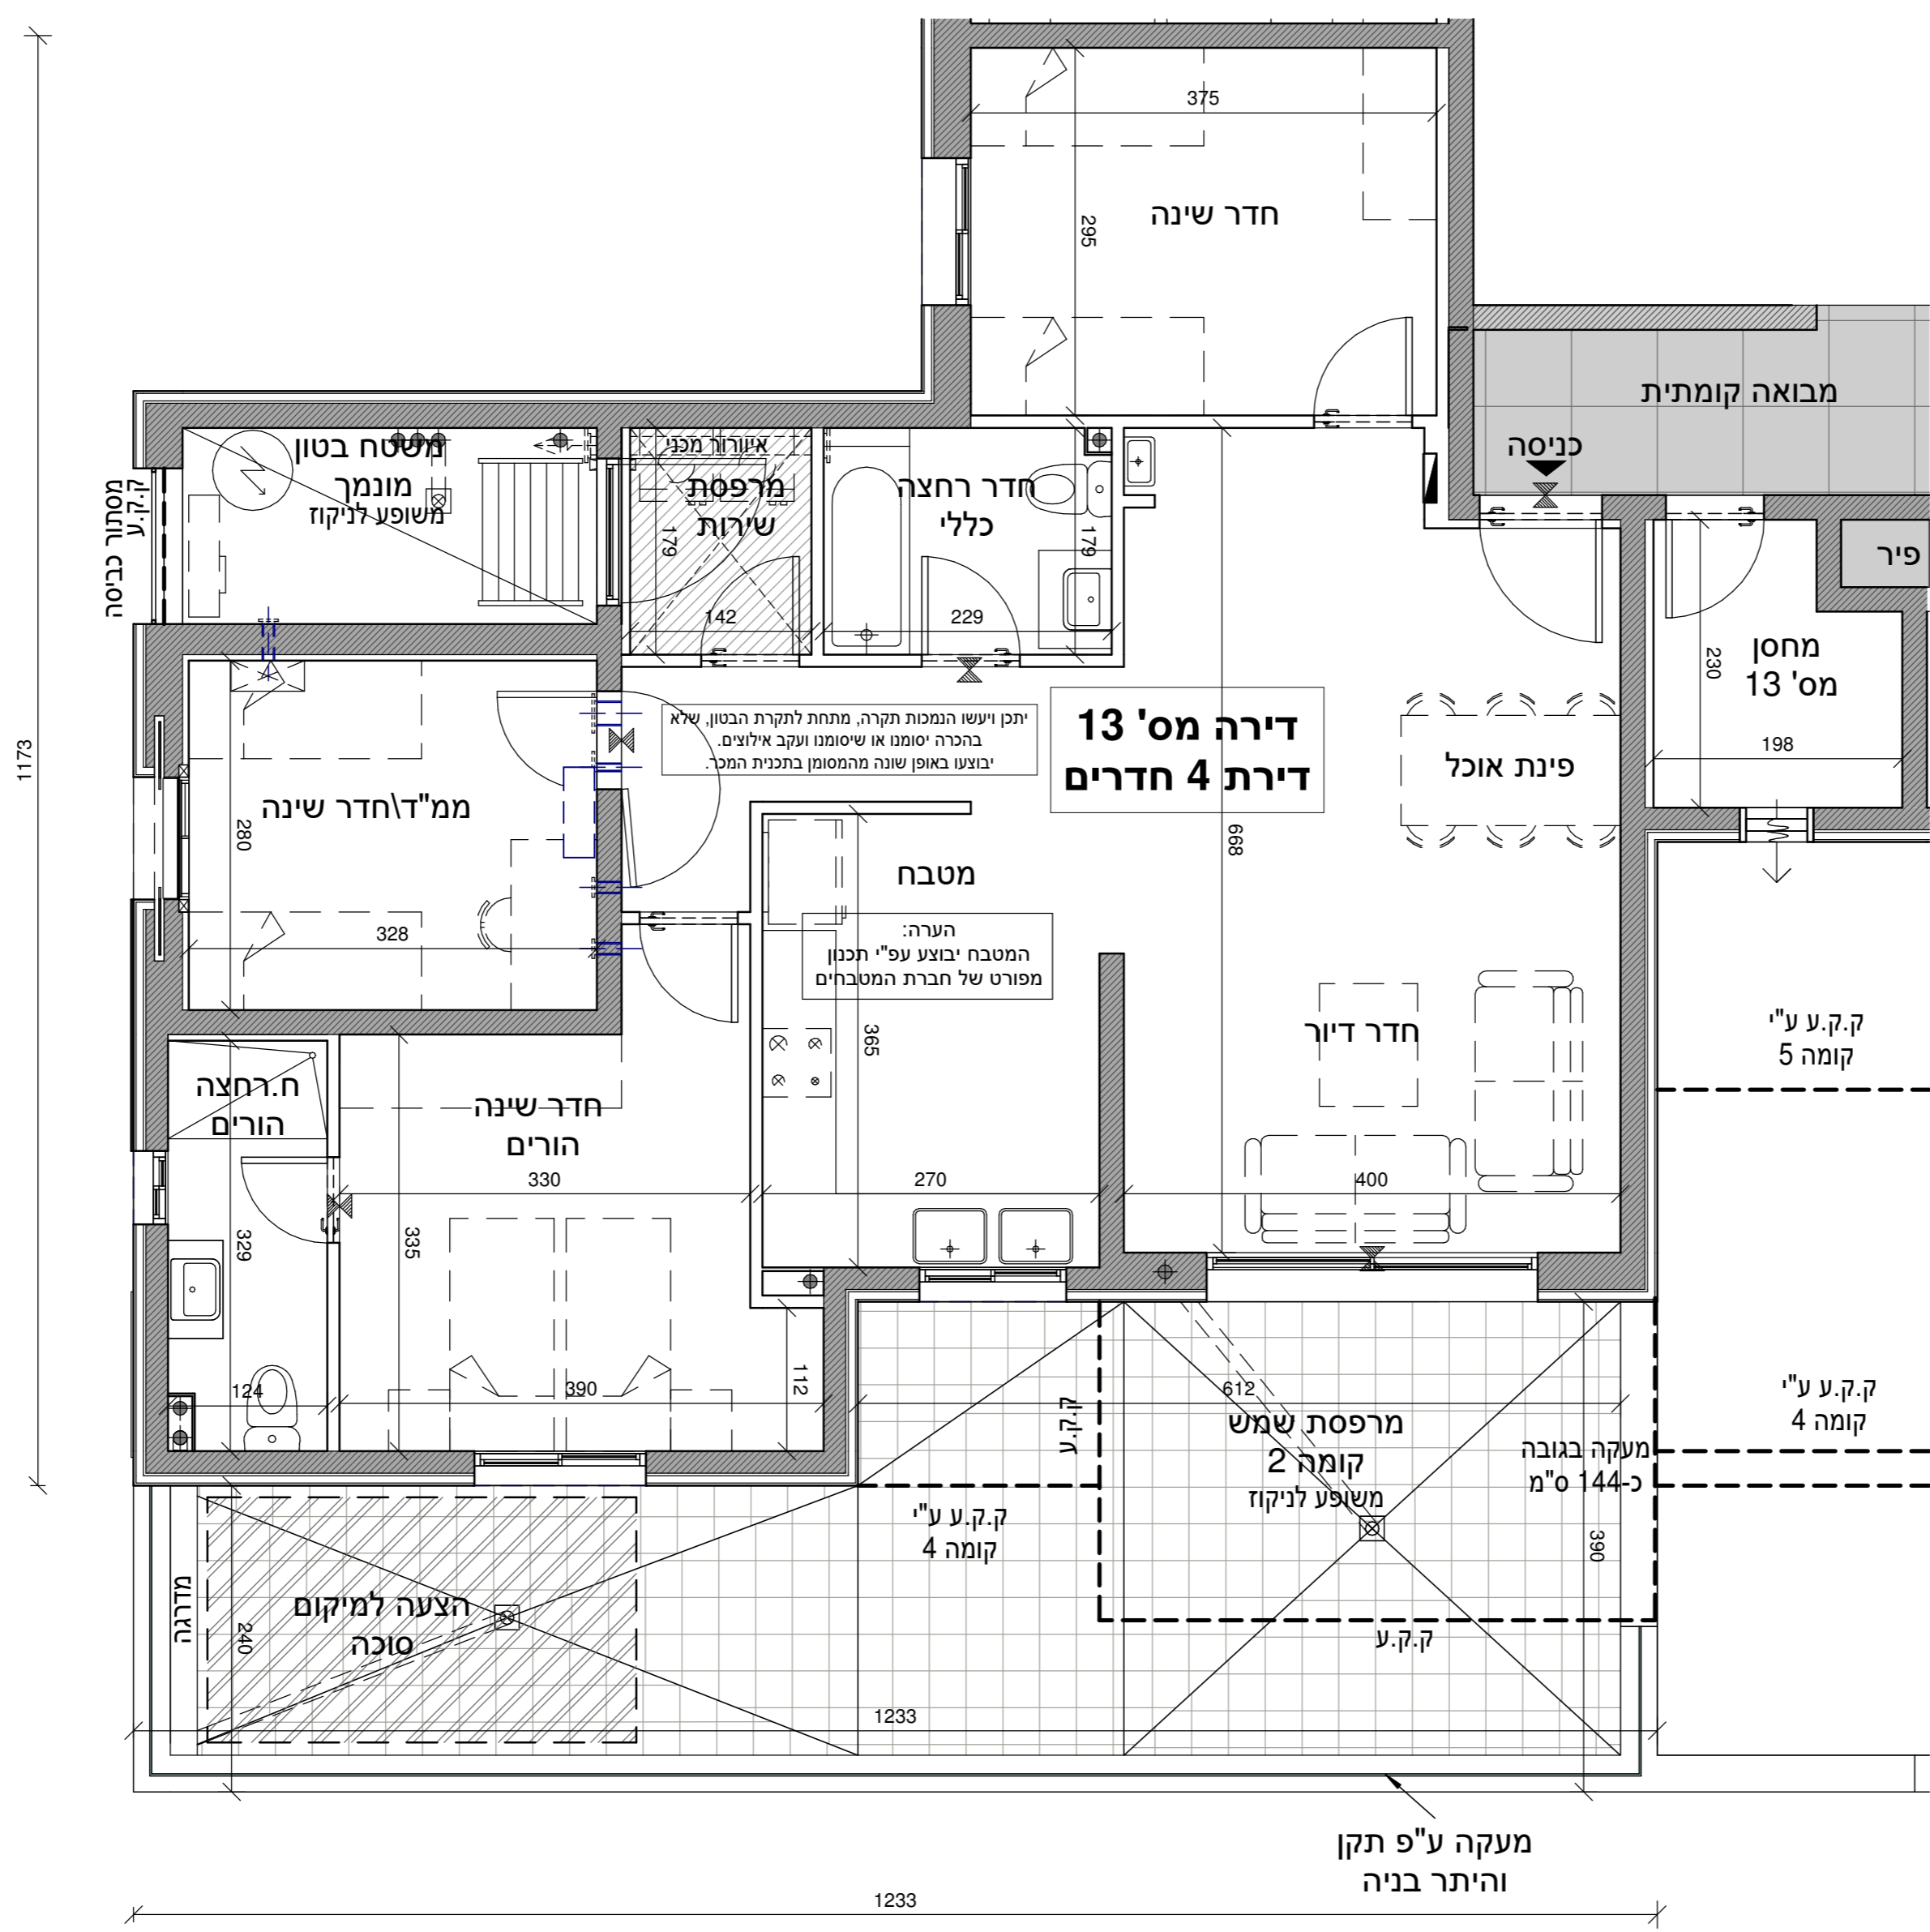 375
295
חדר שינה
מבואה קומתית
כניסה
פיר
מחסן
מס' 13
230
198
משטח בטון
מונמך
משופע לניקוז
מסתור כביסה
ק.ק.ע
איוורור מכני
מרפסת
שירות
179
142
חדר רחצה
כללי
179
229
1173
דירה מס' 13
דירת 4 חדרים
יתכן ויעשו הנמכות תקרה, מתחת לתקרת הבטון, שלא
בהכרה יסומנו או שיסומנו ועקב אילוצים.
יבוצעו באופן שונה מהמסומן בתכנית המכר.
פינת אוכל
668
ממ"ד\חדר שינה
280
328
מטבח
הערה:
המטבח יבוצע עפ"י תכנון
מפורט של חברת המטבחים
365
270
חדר דיור
400
ק.ק.ע ע"י
קומה 5
ח.רחצה
הורים
329
124
חדר שינה
הורים
330
335
390
112
612
מרפסת שמש
קומה 2
משופע לניקוז
ק.ק.ע
מעקה בגובה
כ-144 ס"מ
390
ק.ק.ע ע"י
קומה 4
ק.ק.ע ע"י
קומה 4
ק.ק.ע
מדרגה
הצעה למיקום
סוכה
240
1233
מעקה ע"פ תקן
והיתר בניה
1233